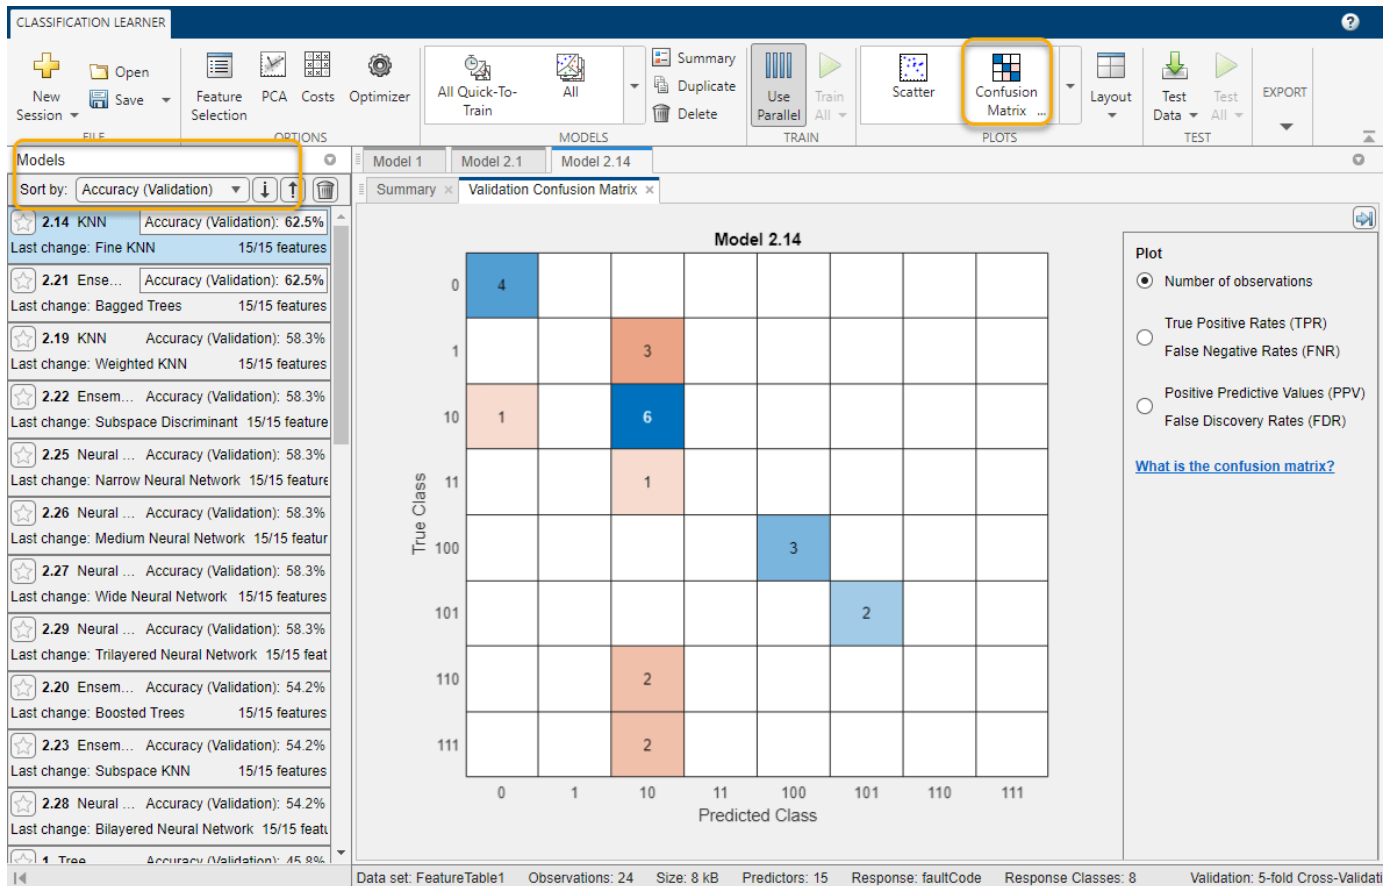 CLASSIFICATION LEARNER
?
New Session
Open
Save
FILE
Feature Selection
PCA
Costs
Optimizer
OPTIONS
All Quick-To-Train
All
Summary
Duplicate
Delete
MODELS
Use Parallel
Train All
TRAIN
Scatter
Confusion Matrix ...
PLOTS
Layout
Test Data
Test All
TEST
EXPORT
Models
Sort by: Accuracy (Validation)
2.14 KNN Accuracy (Validation): 62.5%
Last change: Fine KNN 15/15 features
2.21 Ense... Accuracy (Validation): 62.5%
Last change: Bagged Trees 15/15 features
2.19 KNN Accuracy (Validation): 58.3%
Last change: Weighted KNN 15/15 features
2.22 Ensem... Accuracy (Validation): 58.3%
Last change: Subspace Discriminant 15/15 feature
2.25 Neural ... Accuracy (Validation): 58.3%
Last change: Narrow Neural Network 15/15 feature
2.26 Neural ... Accuracy (Validation): 58.3%
Last change: Medium Neural Network 15/15 featur
2.27 Neural ... Accuracy (Validation): 58.3%
Last change: Wide Neural Network 15/15 features
2.29 Neural ... Accuracy (Validation): 58.3%
Last change: Trilayered Neural Network 15/15 feat
2.20 Ensem... Accuracy (Validation): 54.2%
Last change: Boosted Trees 15/15 features
2.23 Ensem... Accuracy (Validation): 54.2%
Last change: Subspace KNN 15/15 features
2.28 Neural ... Accuracy (Validation): 54.2%
Last change: Bilayered Neural Network 15/15 featu
1 Tree Accuracy (Validation): 45.8%
Model 1 Model 2.1 Model 2.14
Summary Validation Confusion Matrix
Model 2.14
True Class
0 4
1 3
10 1 6
11 1
100 3
101 2
110 2
111 2
0 1 10 11 100 101 110 111
Predicted Class
Plot
Number of observations
True Positive Rates (TPR)
False Negative Rates (FNR)
Positive Predictive Values (PPV)
False Discovery Rates (FDR)
What is the confusion matrix?
Data set: FeatureTable1 Observations: 24 Size: 8 kB Predictors: 15 Response: faultCode Response Classes: 8 Validation: 5-fold Cross-Validati